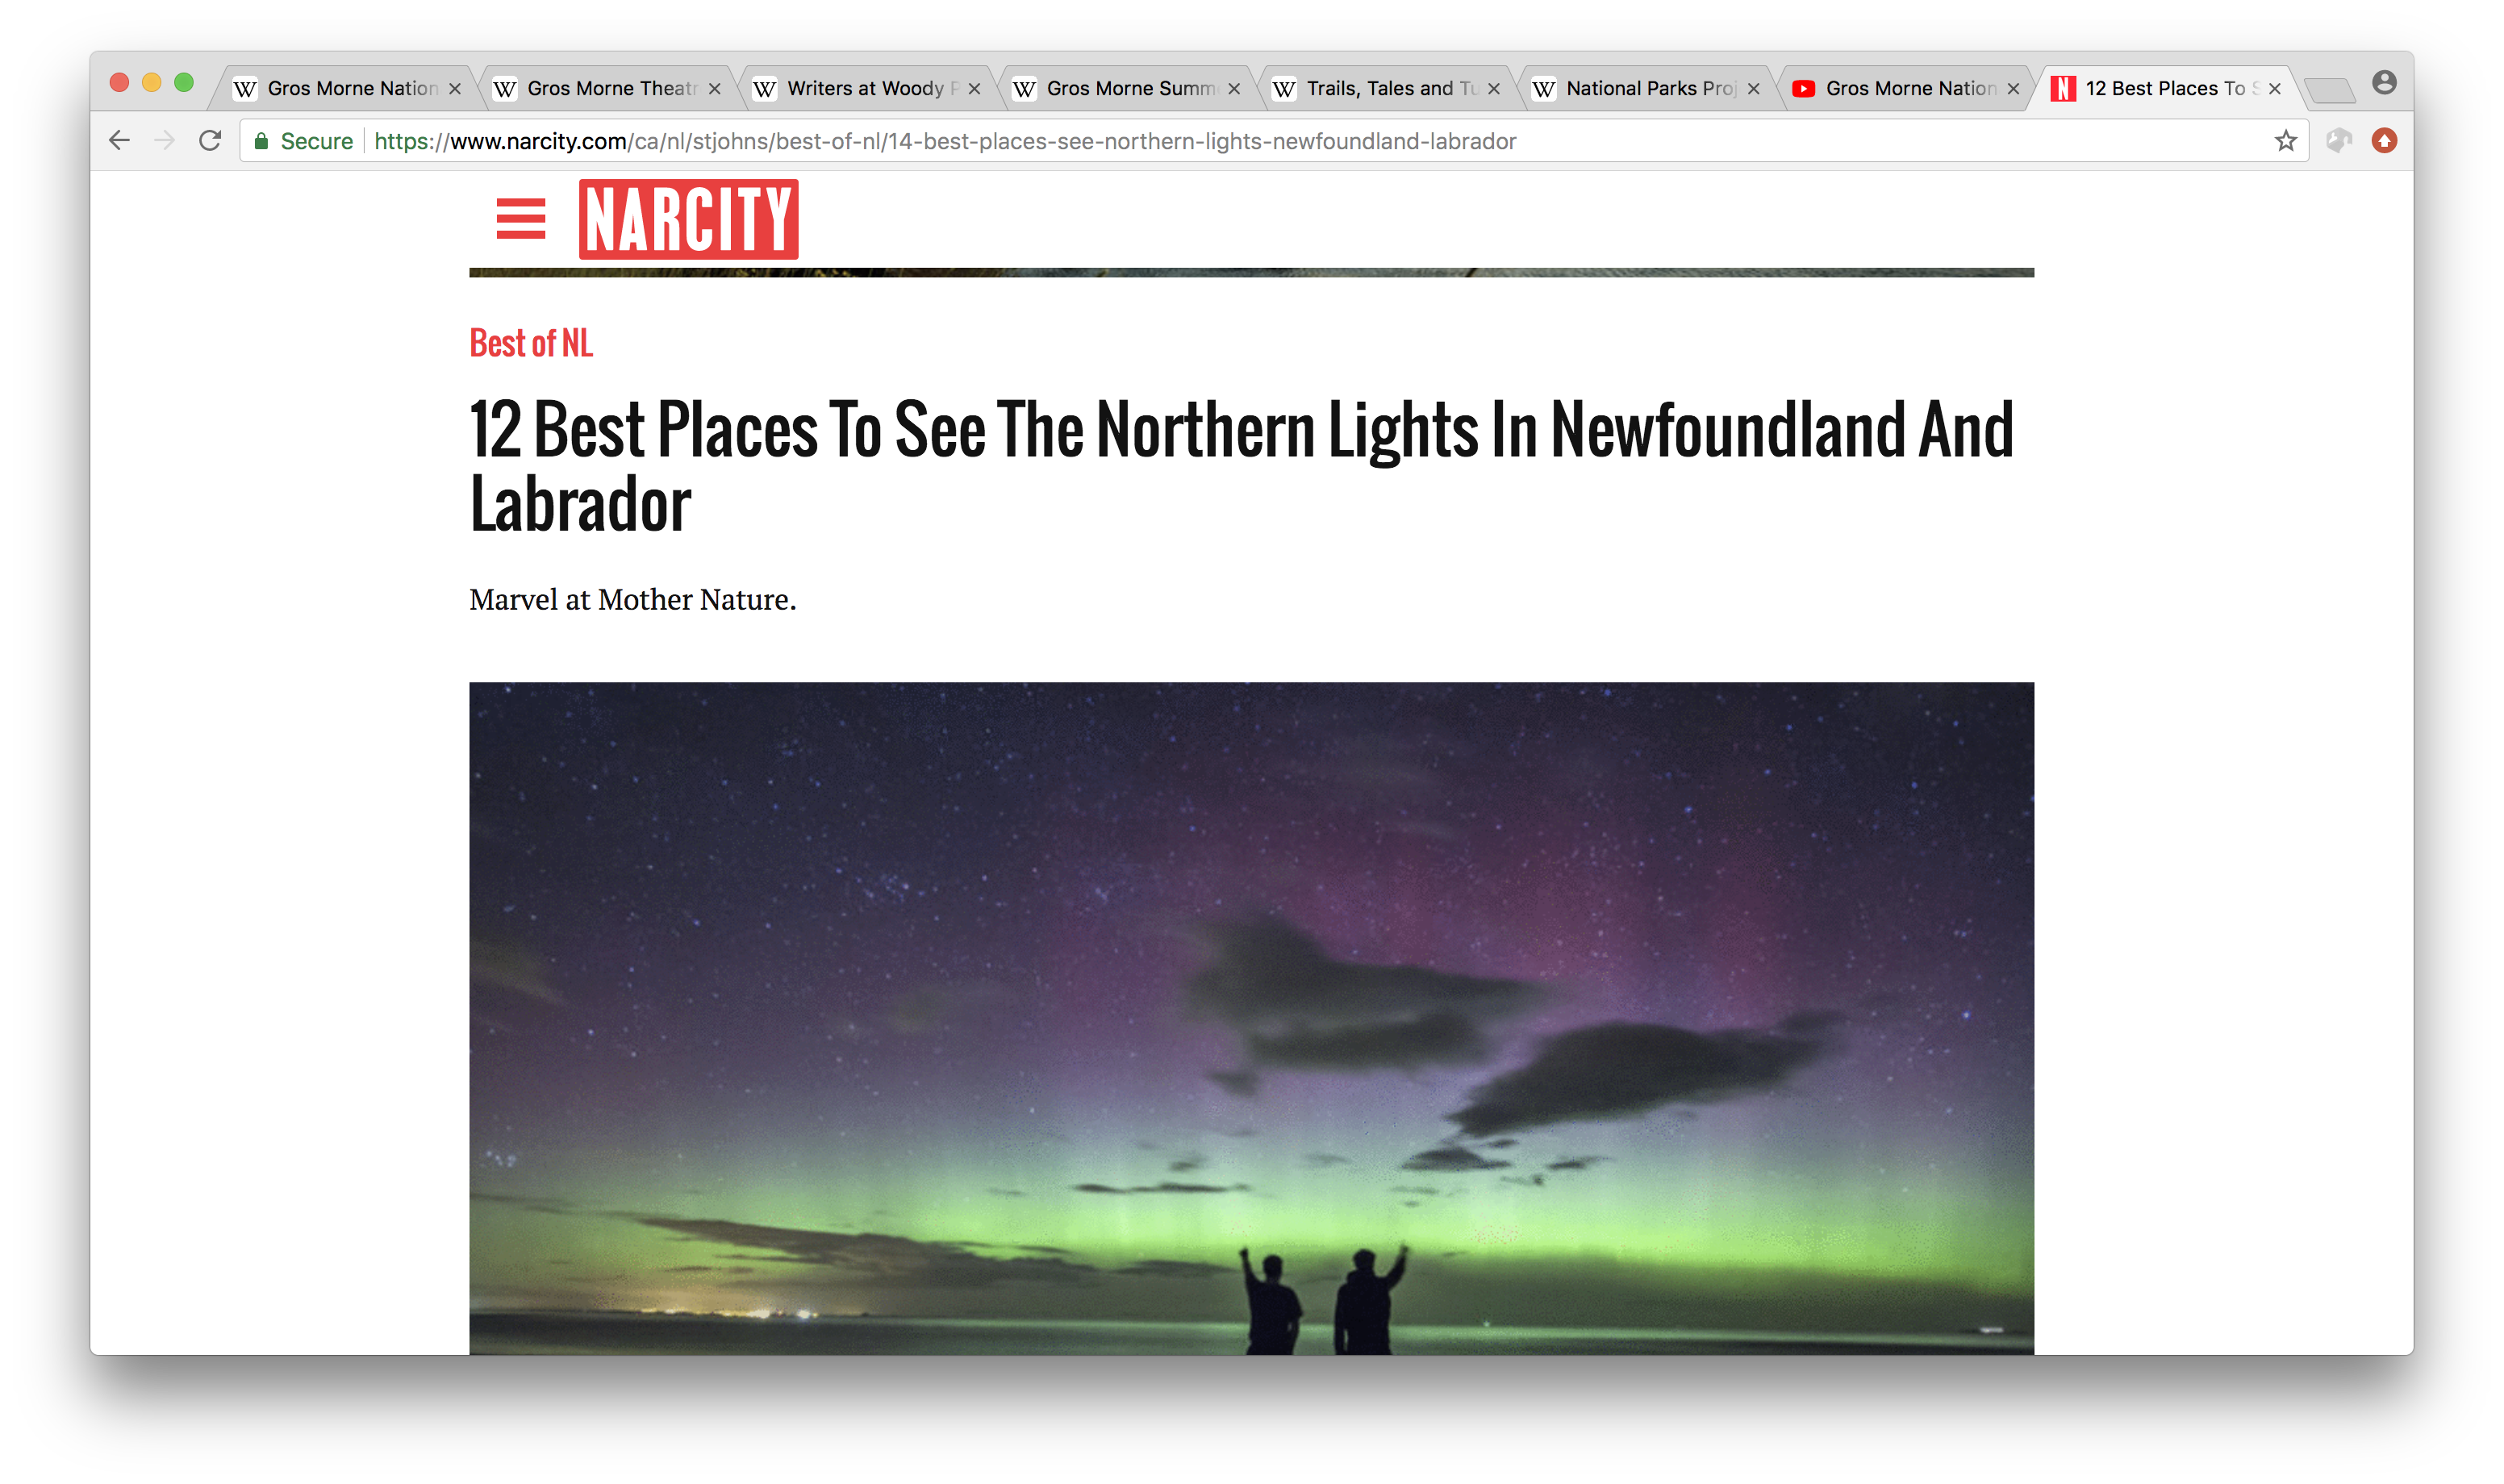 W Gros Morne Nation
W Gros Morne Theatr
W Writers at Woody P
W Gros Morne Summ
W Trails, Tales and Tu
W National Parks Proj
Gros Morne Nation
N 12 Best Places To S
Secure https://www.narcity.com/ca/nl/stjohns/best-of-nl/14-best-places-see-northern-lights-newfoundland-labrador
NARCITY
Best of NL
12 Best Places To See The Northern Lights In Newfoundland And
Labrador
Marvel at Mother Nature.